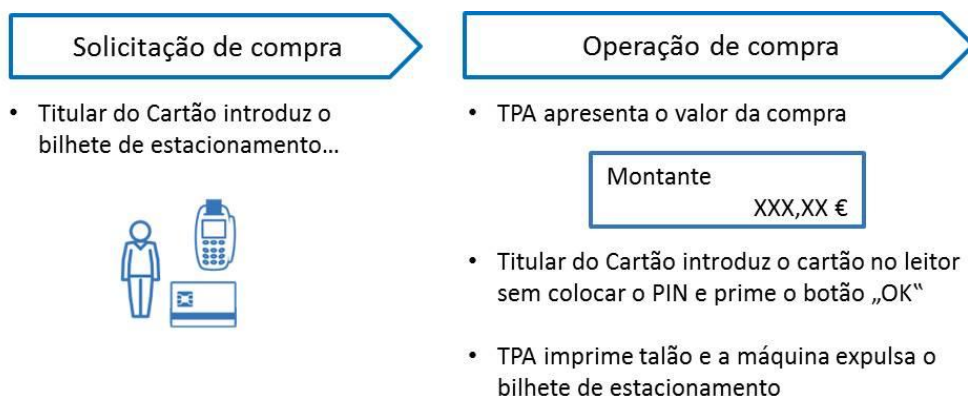 Solicitação de compra
• Titular do Cartão introduz o
bilhete de estacionamento...
Operação de compra
• TPA apresenta o valor da compra
Montante
XXX,XX €
• Titular do Cartão introduz o cartão no leitor
sem colocar o PIN e prime o botão „OK‟
• TPA imprime talão e a máquina expulsa o
bilhete de estacionamento